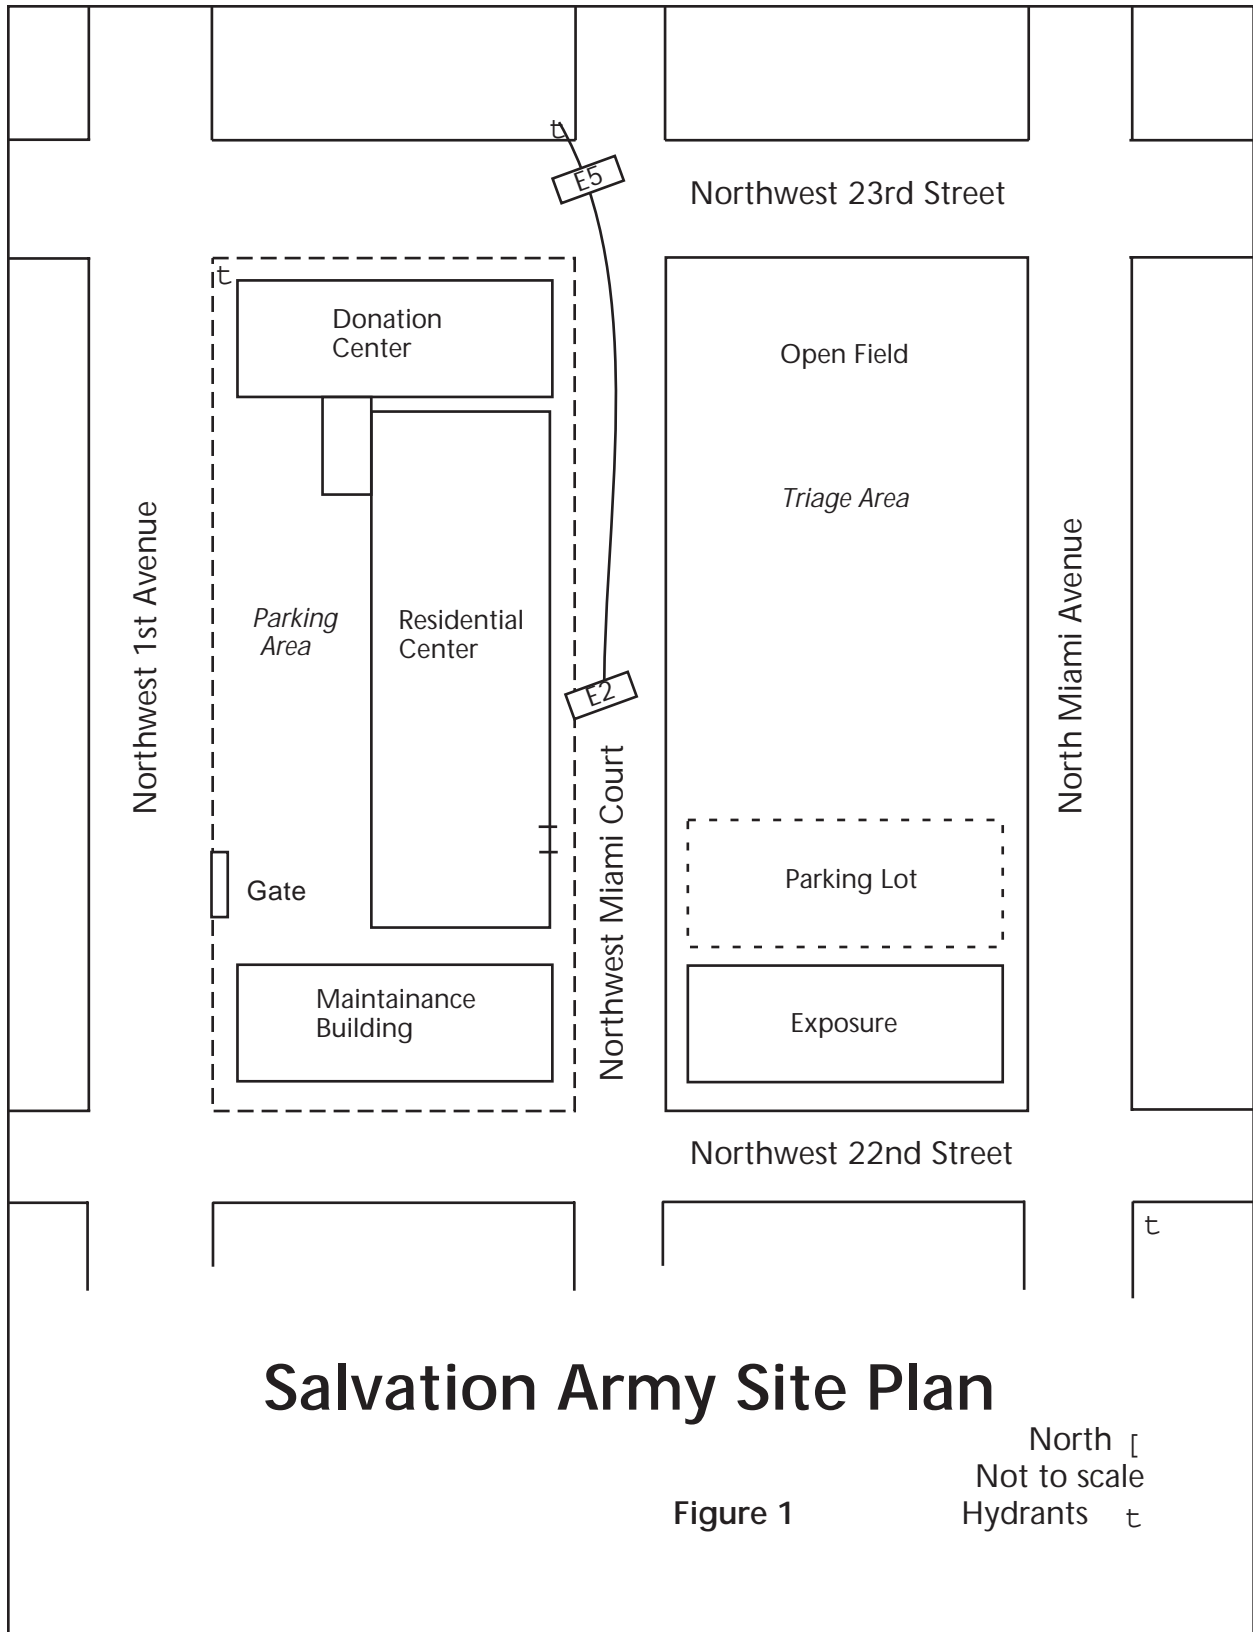 t
E5
Northwest 23rd Street
t
Donation
Center
Open Field
Triage Area
Northwest 1st Avenue
Parking
Area
Residential
Center
North Miami Avenue
E2
Northwest Miami Court
Parking Lot
Gate
Maintainance
Building
Exposure
Northwest 22nd Street
t
Salvation Army Site Plan
North [
Not to scale
Figure 1
Hydrants t